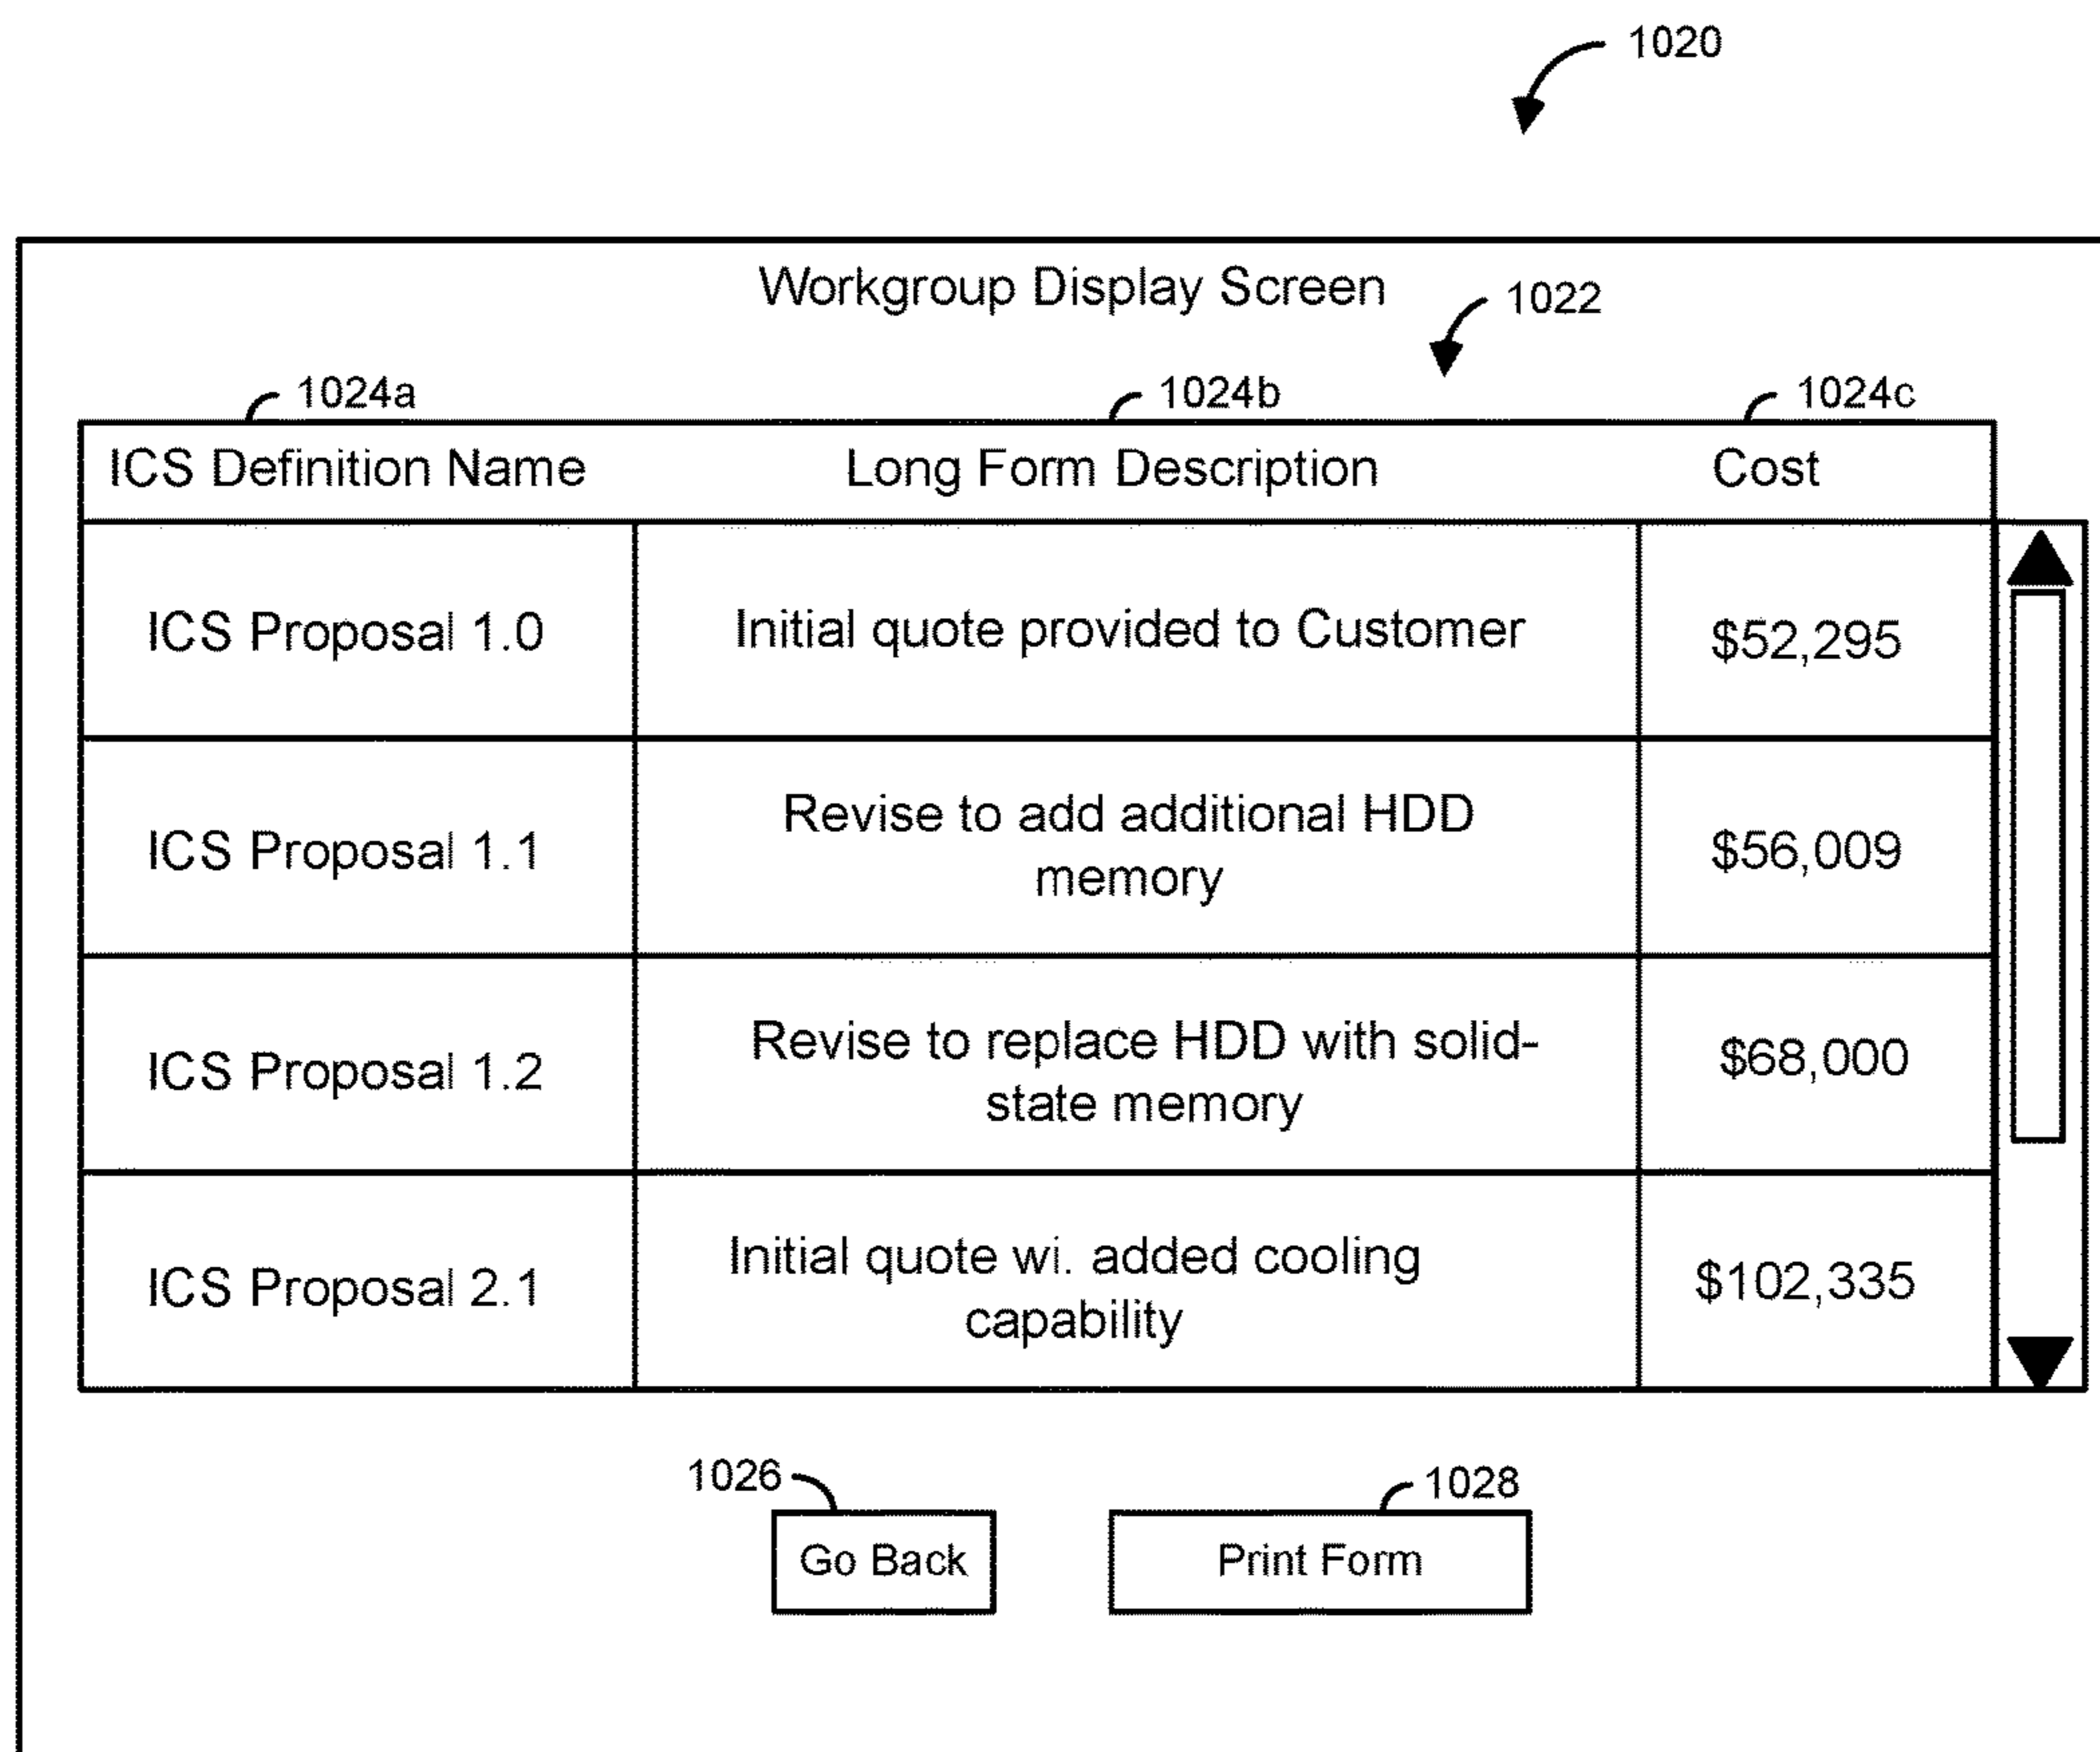 1020
Workgroup Display Screen
1022
1024a 1024b 1024c
ICS Definition Name Long Form Description Cost
ICS Proposal 1.0 Initial quote provided to Customer $52,295
ICS Proposal 1.1 Revise to add additional HDD
memory $56,009
ICS Proposal 1.2 Revise to replace HDD with solid-
state memory $68,000
ICS Proposal 2.1 Initial quote wi. added cooling
capability $102,335
1026 1028
Go Back Print Form